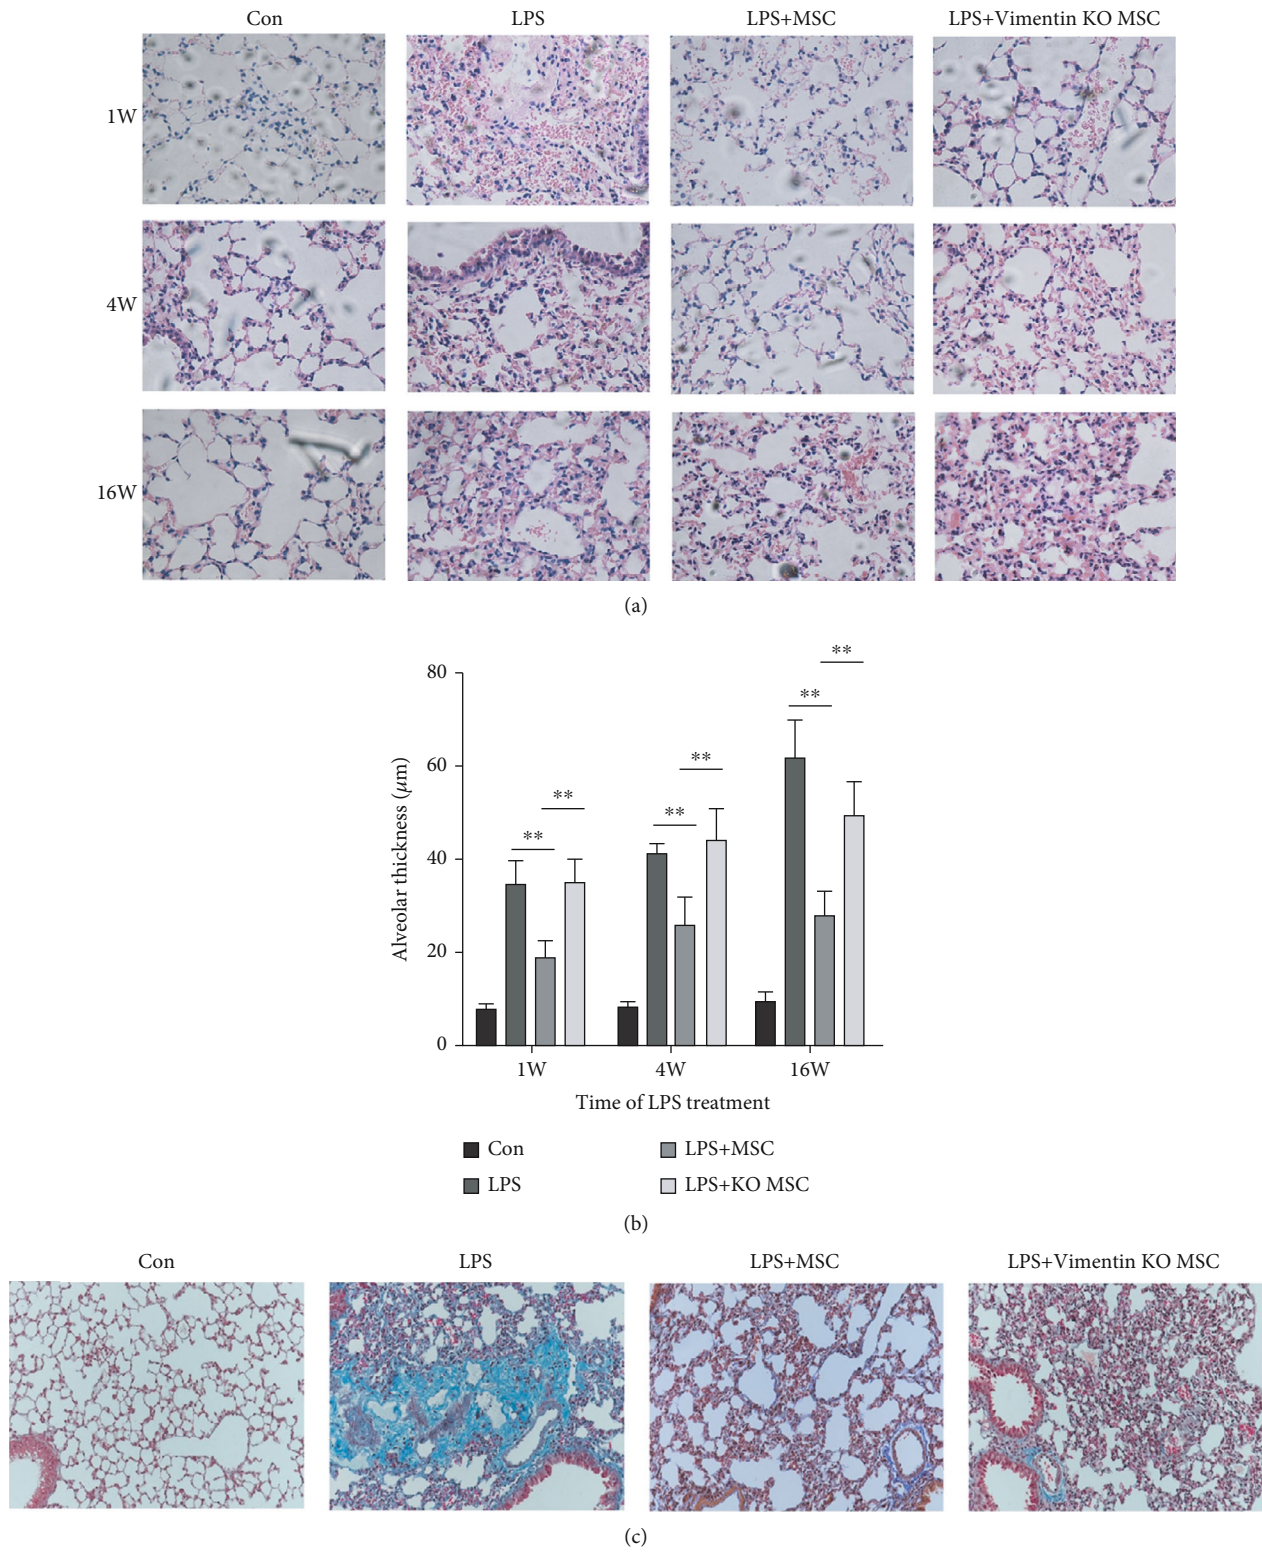 Con LPS LPS+MSC LPS+Vimentin KO MSC
1W
4W
16W
(a)
80
60
40
20
0
Alveolar thickness (μm)
** **
** **
** **
1W 4W 16W
Time of LPS treatment
Con LPS+MSC
LPS LPS+KO MSC
(b)
Con LPS LPS+MSC LPS+Vimentin KO MSC
(c)